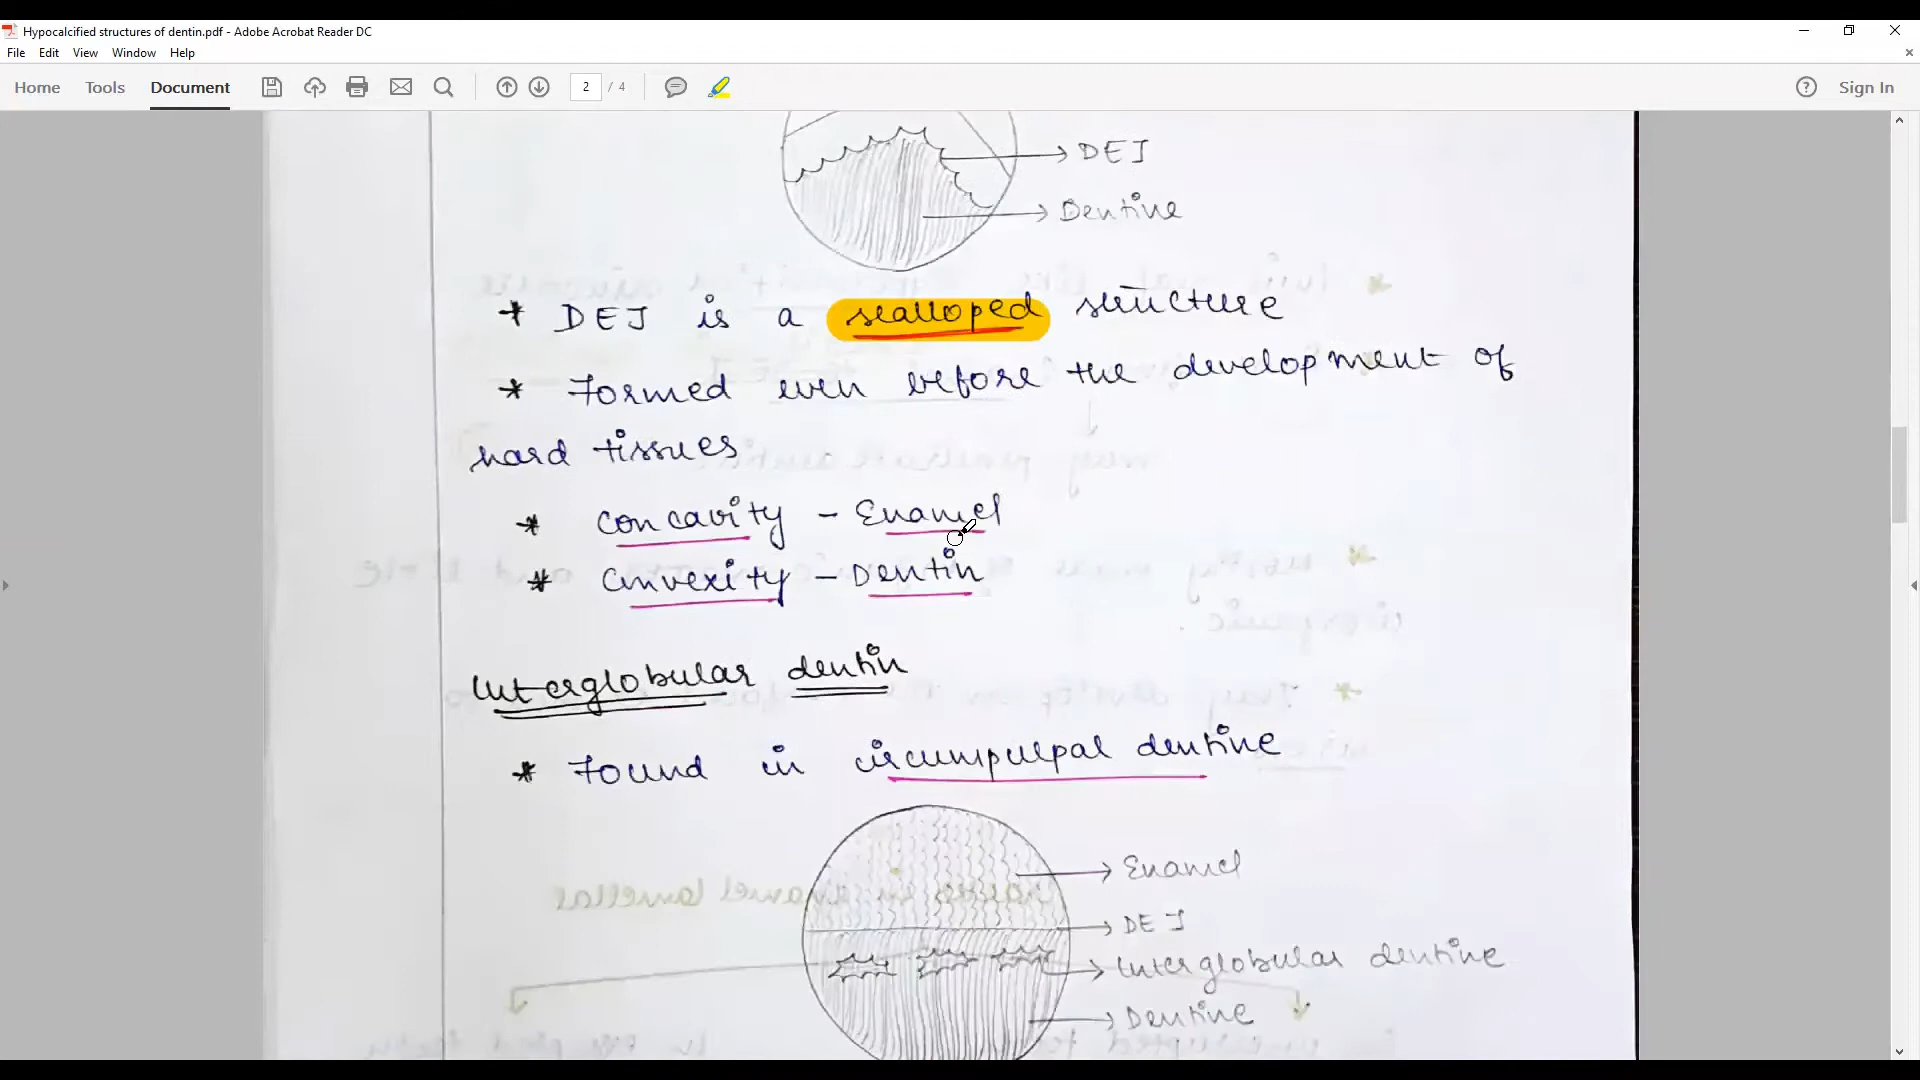 Hypocalcified structures of dentin.pdf - Adobe Acrobat Reader DC
File Edit View Window Help
Home Tools Document 2 / 4 Sign In
DEJ
Dentine
* DEJ is a scalloped structure
* Formed even before the development of
hard tissues
* Concavity - Enamel
* Convexity - Dentin
Interglobular dentin
* Found in circumpulpal dentine
Enamel
DEJ
Interglobular dentine
Dentine